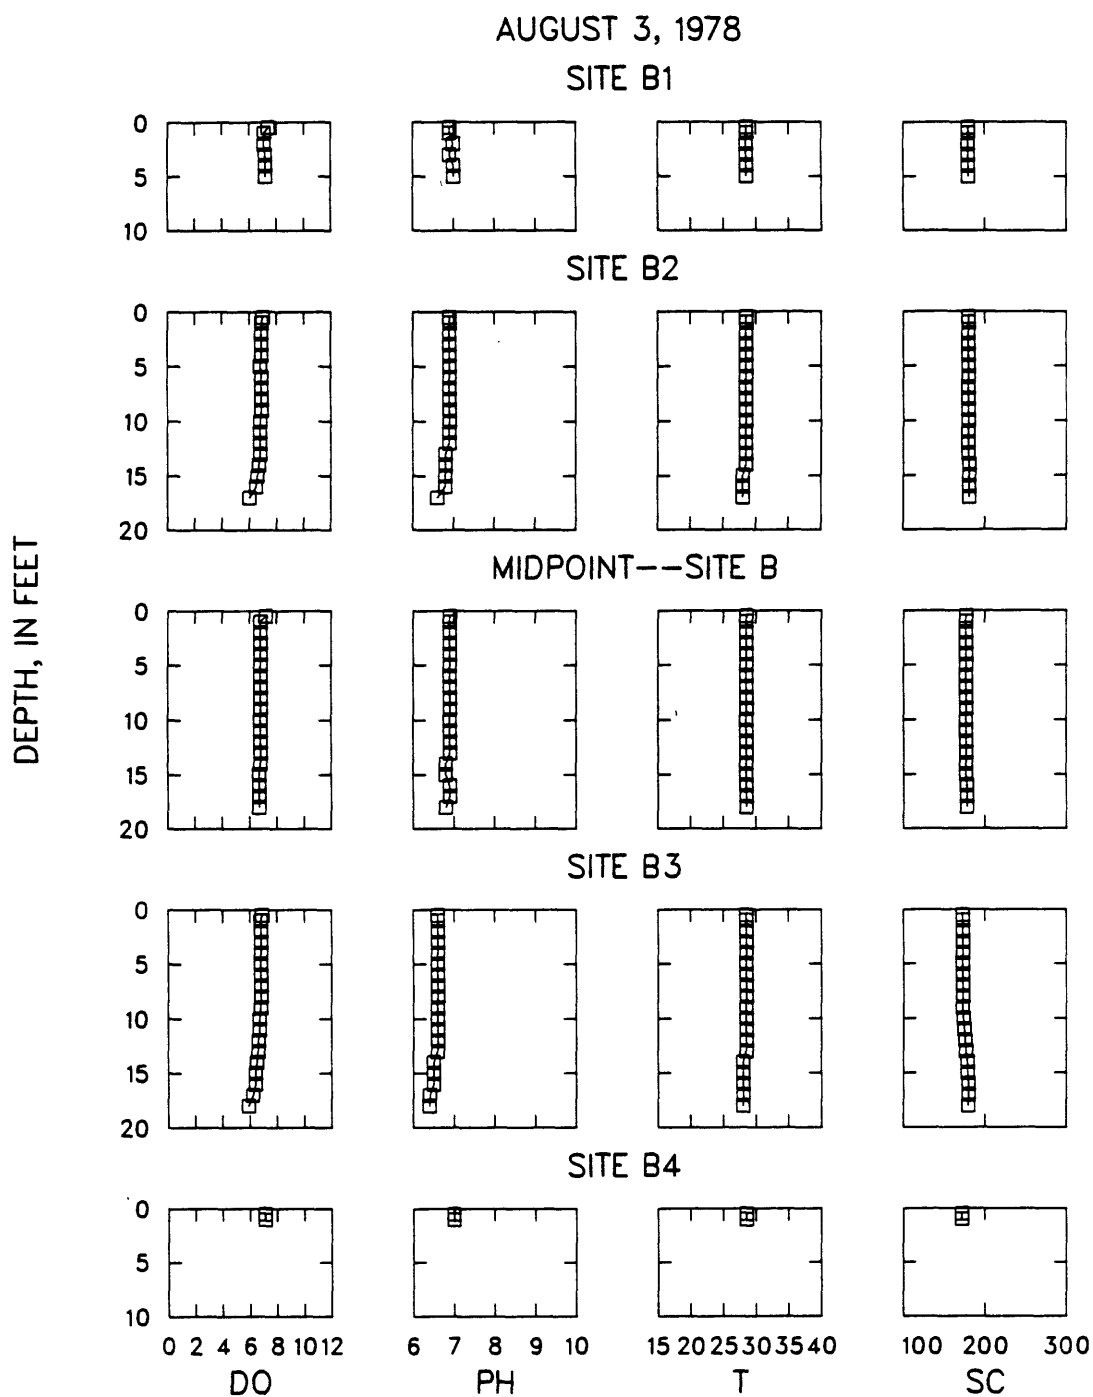 AUGUST 3, 1978
SITE B1
0
5
10
SITE B2
0
5
10
15
20
MIDPOINT--SITE B
0
5
10
15
20
DEPTH, IN FEET
SITE B3
0
5
10
15
20
SITE B4
0
5
10
0 2 4 6 8 10 12 6 7 8 9 10 15 20 25 30 35 40 100 200 300
DO PH T SC